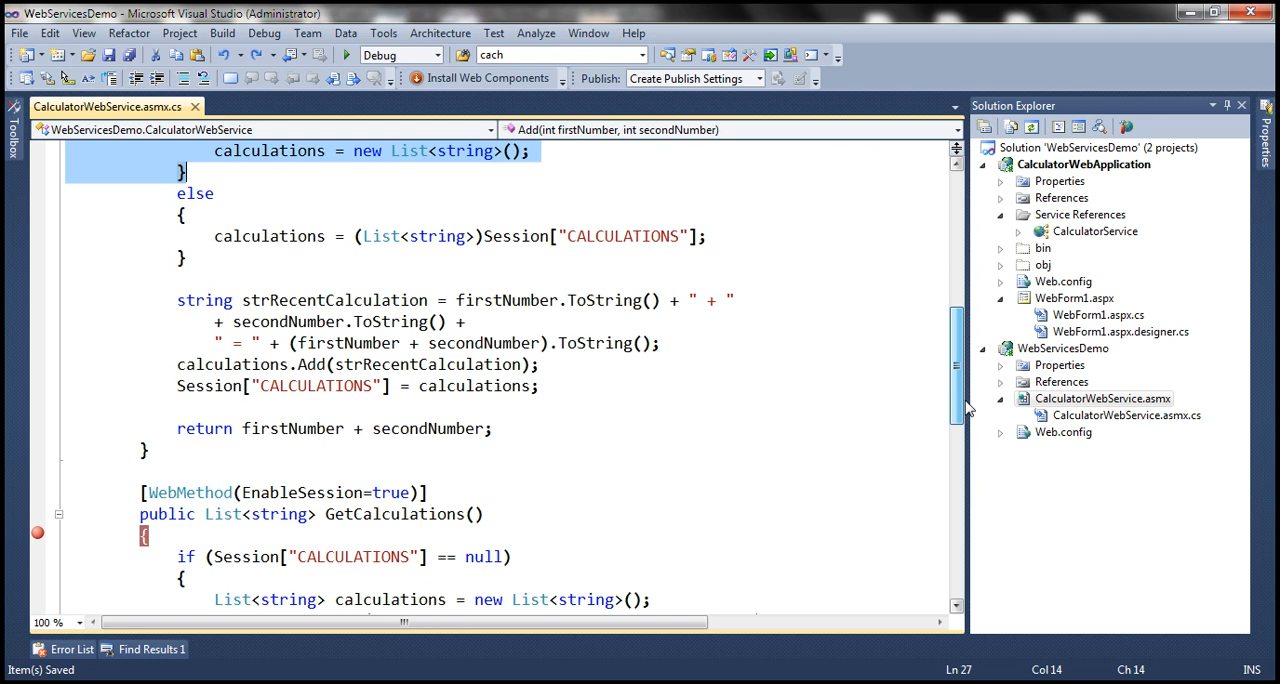 WebServicesDemo - Microsoft Visual Studio (Administrator)
File Edit View Refactor Project Build Debug Team Data Tools Architecture Test Analyze Window Help
Debug cach
Install Web Components Publish: Create Publish Settings
CalculatorWebService.asmx.cs
WebServicesDemo.CalculatorWebService Add(int firstNumber, int secondNumber)
Toolbox
calculations = new List<string>();
}
else
{
calculations = (List<string>)Session["CALCULATIONS"];
}
string strRecentCalculation = firstNumber.ToString() + " + "
+ secondNumber.ToString() +
" = " + (firstNumber + secondNumber).ToString();
calculations.Add(strRecentCalculation);
Session["CALCULATIONS"] = calculations;
return firstNumber + secondNumber;
}
[WebMethod(EnableSession=true)]
public List<string> GetCalculations()
{
if (Session["CALCULATIONS"] == null)
{
List<string> calculations = new List<string>();
100 %
Solution Explorer
Solution 'WebServicesDemo' (2 projects)
CalculatorWebApplication
Properties
References
Service References
CalculatorService
bin
obj
Web.config
WebForm1.aspx
WebForm1.aspx.cs
WebForm1.aspx.designer.cs
WebServicesDemo
Properties
References
CalculatorWebService.asmx
CalculatorWebService.asmx.cs
Web.config
Properties
Error List Find Results 1
Item(s) Saved Ln 27 Col 14 Ch 14 INS